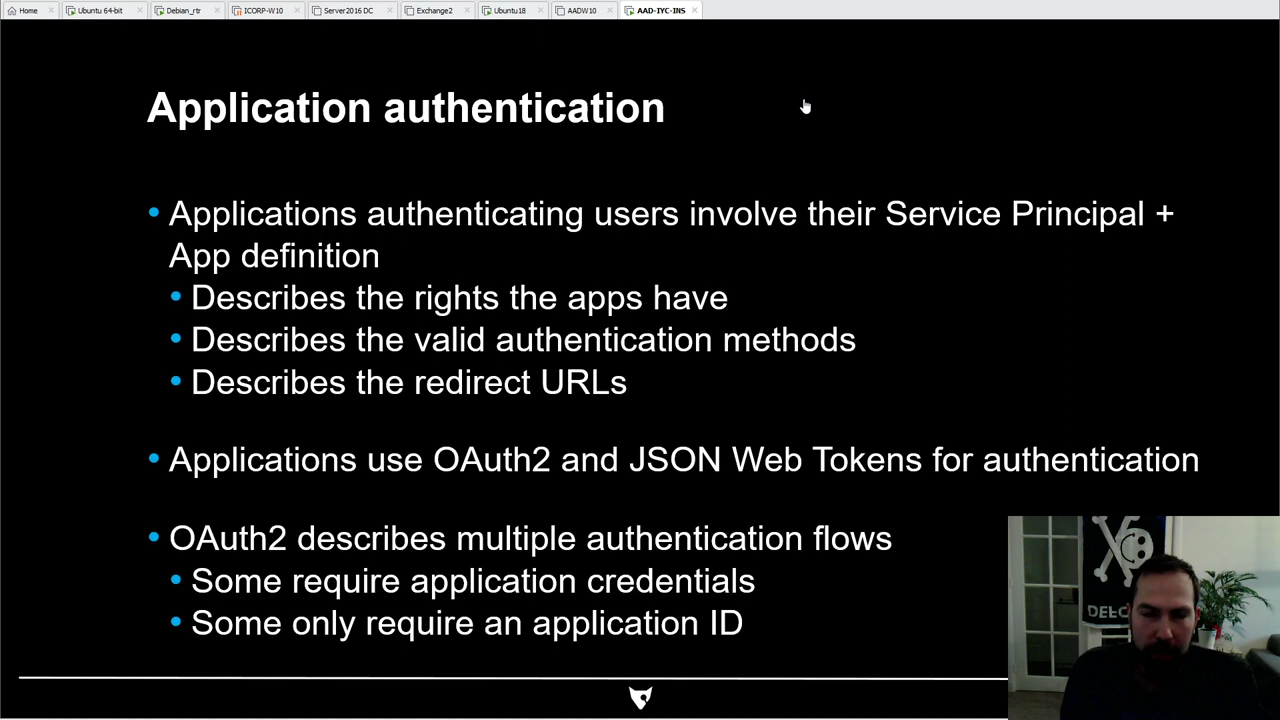 Home
Ubuntu 64-bit
Debian_rtr
ICORP-W10
Server2016 DC
Exchange2
Ubuntu18
AADW10
AAD-IYC-INS
Application authentication
• Applications authenticating users involve their Service Principal +
App definition
• Describes the rights the apps have
• Describes the valid authentication methods
• Describes the redirect URLs
• Applications use OAuth2 and JSON Web Tokens for authentication
• OAuth2 describes multiple authentication flows
• Some require application credentials
• Some only require an application ID